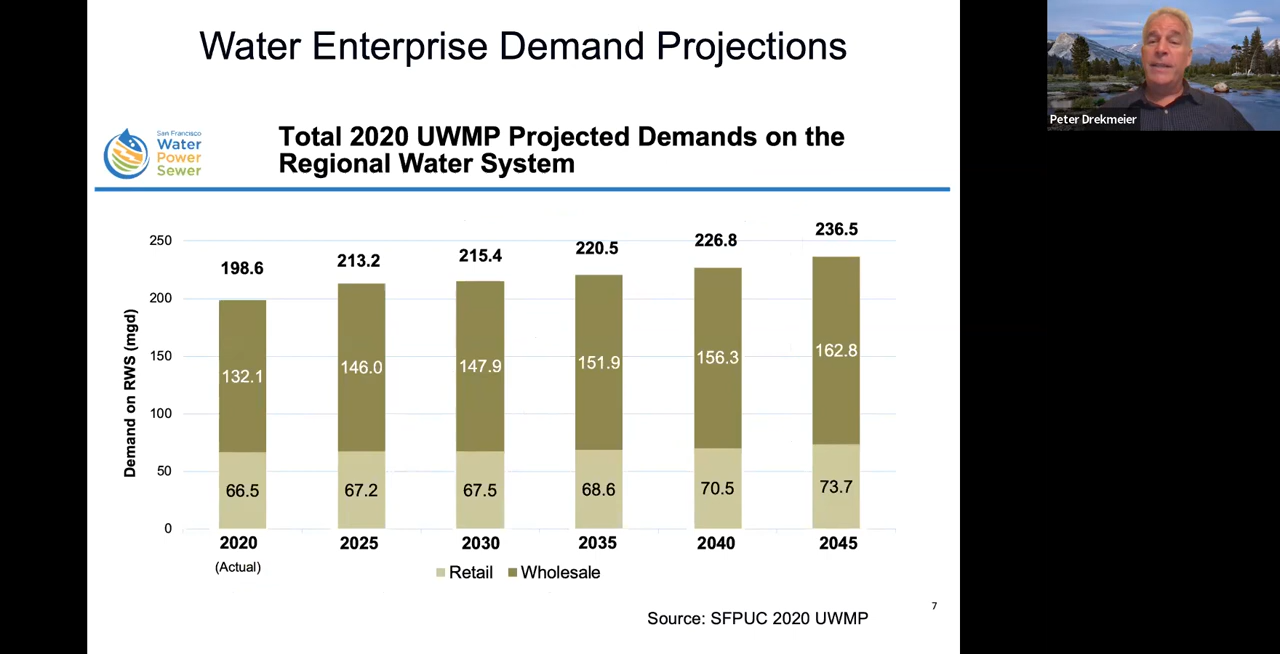 Water Enterprise Demand Projections
Peter Drekmeier
San Francisco
Water
Power
Sewer
Total 2020 UWMP Projected Demands on the
Regional Water System
Demand on RWS (mgd)
250
200
150
100
50
0
198.6
213.2
215.4
220.5
226.8
236.5
132.1
146.0
147.9
151.9
156.3
162.8
66.5
67.2
67.5
68.6
70.5
73.7
2020 2025 2030 2035 2040 2045
(Actual)
Retail Wholesale
7
Source: SFPUC 2020 UWMP